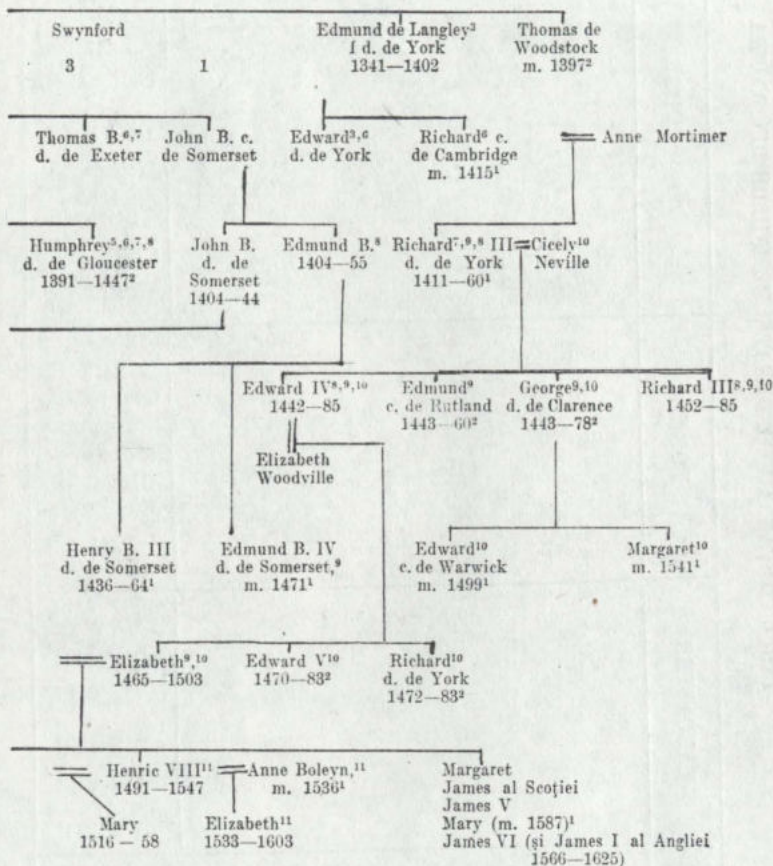 Swynford Edmund de Langley³ Thomas de
I d. de York Woodstock
3 1 1341—1402 m. 1397²
Thomas B.⁶,⁷ John B. c. Edward³,⁶ Richard⁶ c. Anne Mortimer
d. de Exeter de Somerset d. de York de Cambridge
m. 1415¹
Humphrey⁵,⁶,⁷,⁸ John B. Edmund B.⁸ Richard⁷,⁹,⁸ III Cicely¹⁰
d. de Gloucester d. de 1404—55 d. de York Neville
1391—1447² Somerset 1411—60¹
1404—44
Edward IV⁸,⁹,¹⁰ Edmund⁹ George⁹,¹⁰ Richard III⁸,⁹,¹⁰
1442—85 c. de Rutland d. de Clarence 1452—85
1443—60² 1443—78²
Elizabeth
Woodville
Henry B. III Edmund B. IV Edward¹⁰ Margaret¹⁰
d. de Somerset d. de Somerset,⁹ c. de Warwick m. 1541¹
1436—64¹ m. 1471¹ m. 1499¹
Elizabeth⁹,¹⁰ Edward V¹⁰ Richard¹⁰
1465—1503 1470—83² d. de York
1472—83²
Henric VIII¹¹ Anne Boleyn,¹¹ Margaret
1491—1547 m. 1536¹ James al Scoției
James V
Mary Elizabeth¹¹ Mary (m. 1587)¹
1516 – 58 1533—1603 James VI (și James I al Angliei
1566—1625)